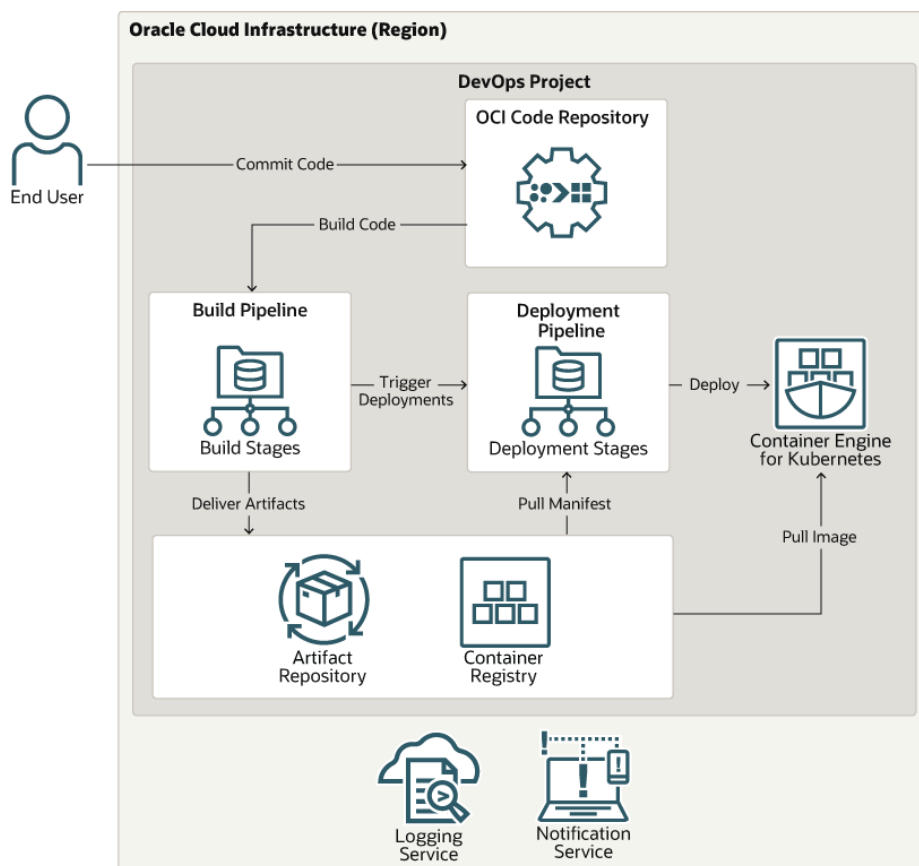 Oracle Cloud Infrastructure (Region)
DevOps Project
OCI Code Repository
End User
Commit Code
Build Code
Build Pipeline
Build Stages
Trigger
Deployments
Deployment
Pipeline
Deployment Stages
Deploy
Container Engine
for Kubernetes
Deliver Artifacts
Pull Manifest
Pull Image
Artifact
Repository
Container
Registry
Logging
Service
Notification
Service